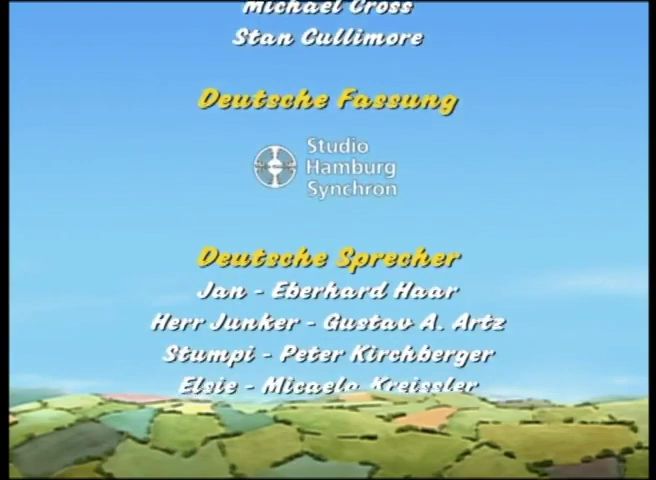 Michael Cross
Stan Cullimore
Deutsche Fassung
Studio
Hamburg
Synchron
Deutsche Sprecher
Jan - Eberhard Haar
Herr Junker - Gustav A. Artz
Stumpi - Peter Kirchberger
Elsie - Micaela Kreissler